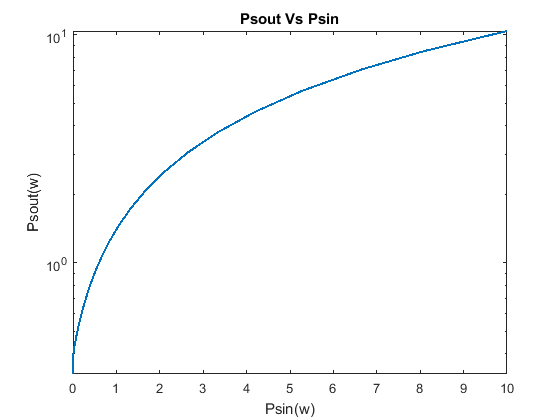 Psout Vs Psin
Psout(w)
10^1
10^0
0 1 2 3 4 5 6 7 8 9 10
Psin(w)